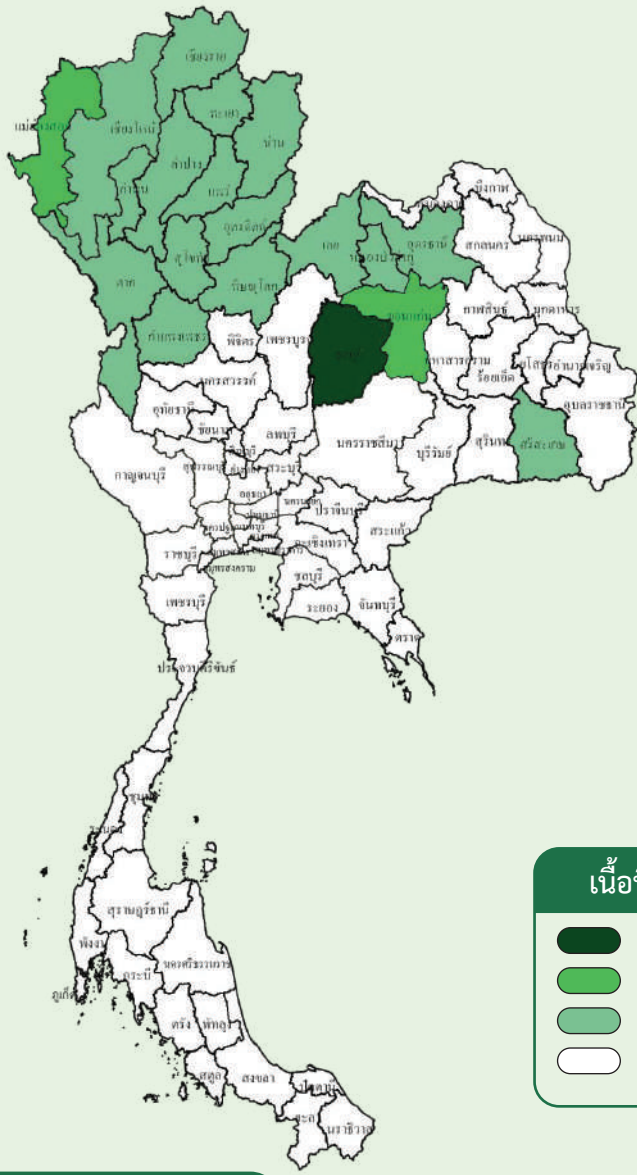 เชียงราย
แม่ฮ่องสอน
เชียงใหม่
พะเยา
น่าน
ลำปาง
แพร่
ลำพูน
อุตรดิตถ์
ตาก
สุโขทัย
พิษณุโลก
กำแพงเพชร
พิจิตร
เพชรบูรณ์
เลย
หนองบัวลำภู
อุดรธานี
บึงกาฬ
สกลนคร
นครพนม
ขอนแก่น
กาฬสินธุ์
มุกดาหาร
มหาสารคาม
ร้อยเอ็ด
ยโสธร
อำนาจเจริญ
อุบลราชธานี
นครสวรรค์
อุทัยธานี
ชัยนาท
ลพบุรี
นครราชสีมา
บุรีรัมย์
สุรินทร์
ศรีสะเกษ
กาญจนบุรี
สุพรรณบุรี
สระบุรี
ปราจีนบุรี
สระแก้ว
ฉะเชิงเทรา
ราชบุรี
สมุทรสงคราม
ชลบุรี
เพชรบุรี
ระยอง
จันทบุรี
ตราด
ประจวบคีรีขันธ์
ชุมพร
ระนอง
สุราษฎร์ธานี
พังงา
กระบี่
นครศรีธรรมราช
ภูเก็ต
ตรัง
พัทลุง
สตูล
สงขลา
ปัตตานี
ยะลา
นราธิวาส
เนื้อ